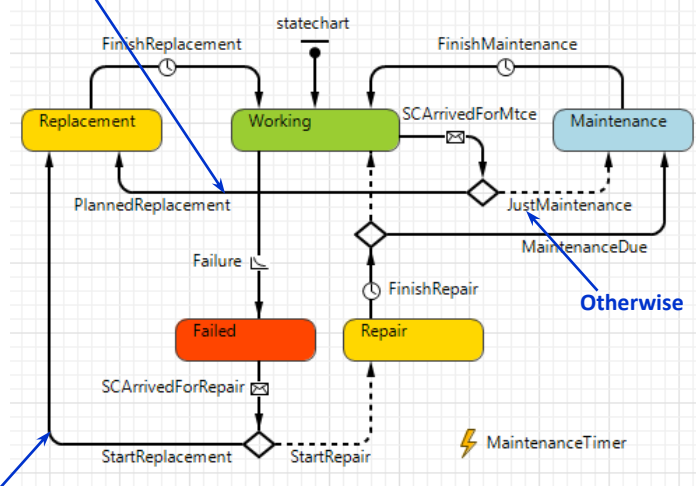 statechart
FinishReplacement
FinishMaintenance
Replacement
Working
SCArrivedForMtce
Maintenance
PlannedReplacement
JustMaintenance
MaintenanceDue
Failure
FinishRepair
Otherwise
Failed
Repair
SCArrivedForRepair
MaintenanceTimer
StartReplacement
StartRepair